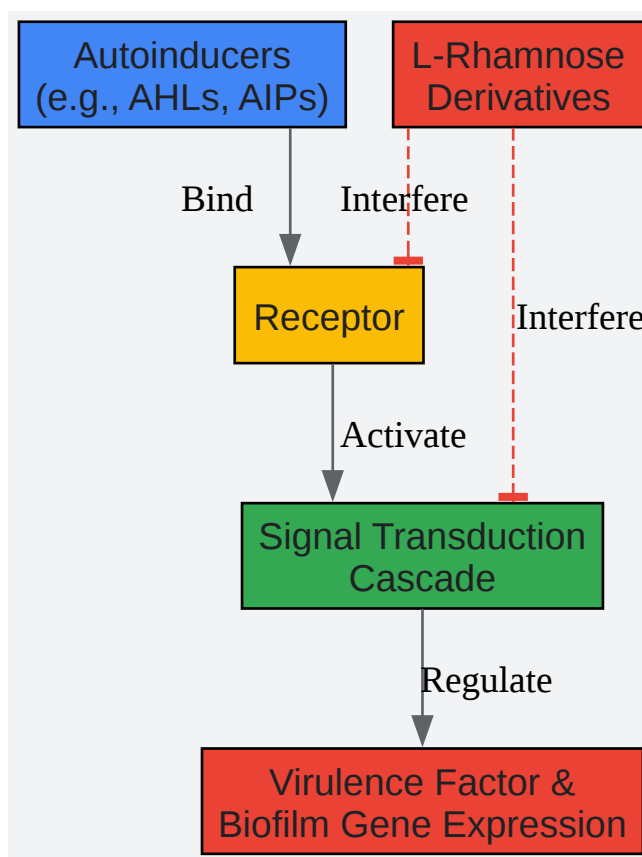 Autoinducers
(e.g., AHLs, AIPs)
L-Rhamnose
Derivatives
Bind
Interfere
Receptor
Interfere
Activate
Signal Transduction
Cascade
Regulate
Virulence Factor &
Biofilm Gene Expression